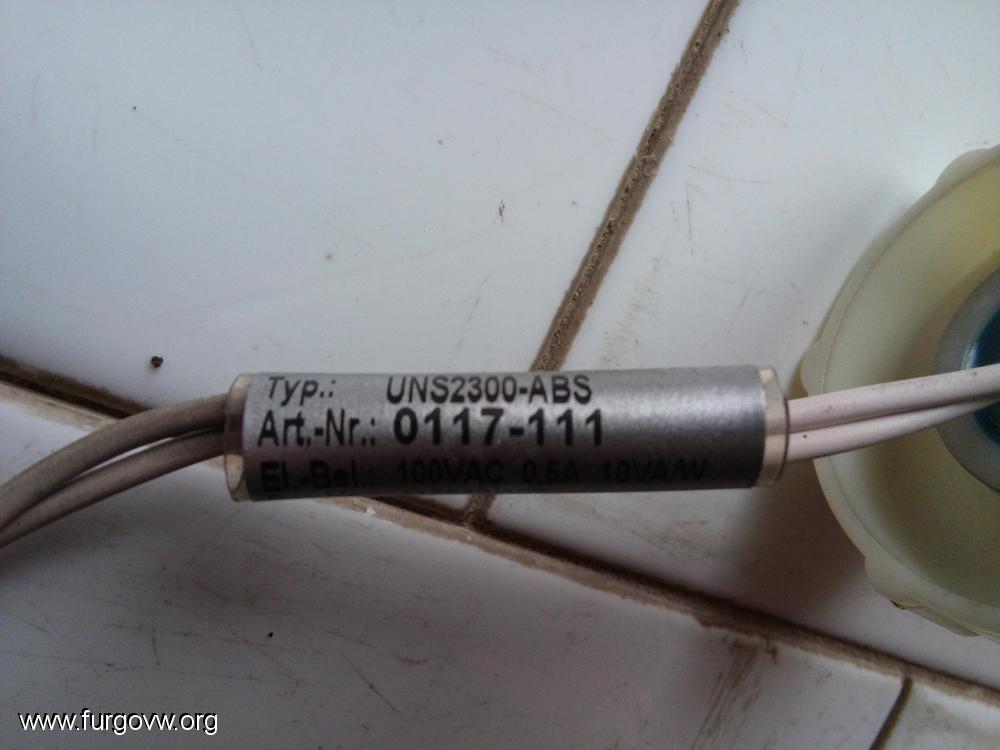 Typ.: UNS2300-ABS
Art.-Nr.: 0117-111
El.-Bel.: 100VAC 0,5A 10VA/W
www.furgovw.org